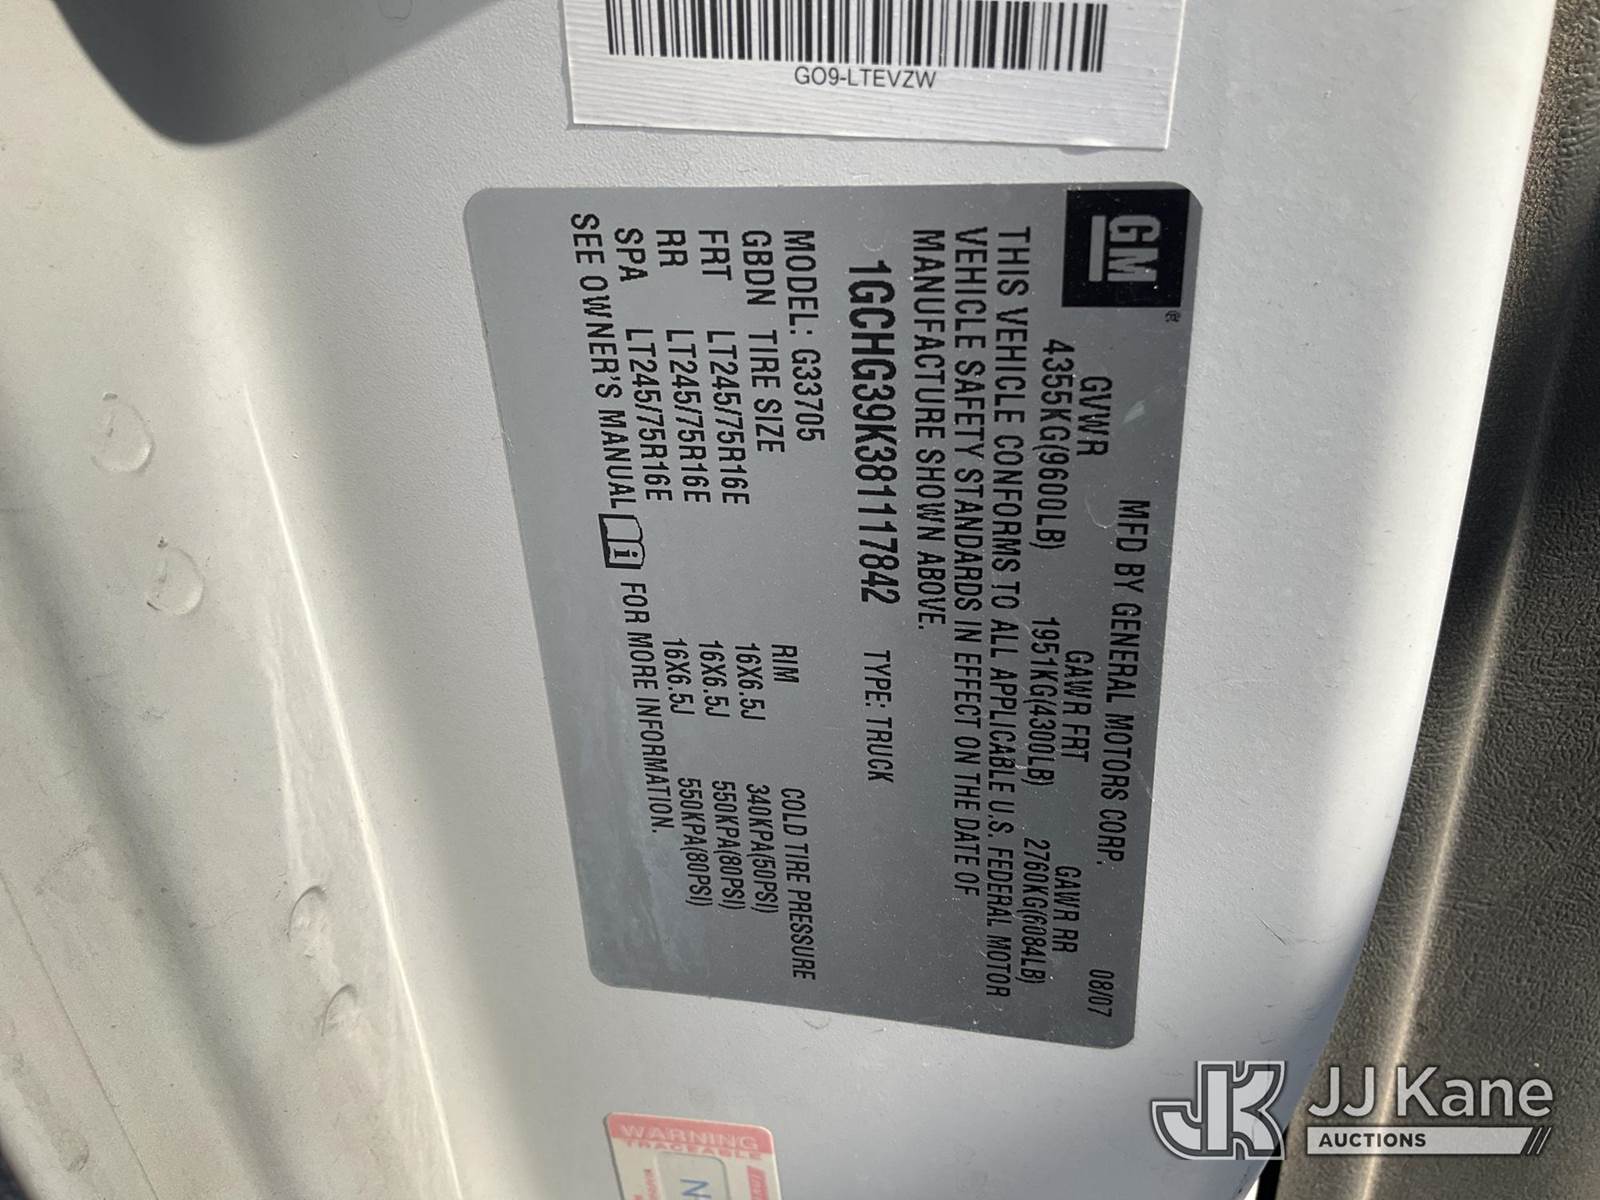 GO9-LTEVZW
GM®
MFD BY GENERAL MOTORS CORP. 08/07
GVWR GAWR FRT GAWR RR
4355KG(9600LB) 1951KG(4300LB) 2760KG(6084LB)
THIS VEHICLE CONFORMS TO ALL APPLICABLE U.S. FEDERAL MOTOR
VEHICLE SAFETY STANDARDS IN EFFECT ON THE DATE OF
MANUFACTURE SHOWN ABOVE.
1GCHG39K381117842 TYPE: TRUCK
MODEL: G33705
GBDN TIRE SIZE RIM COLD TIRE PRESSURE
FRT LT245/75R16E 16X6.5J 340KPA(50PSI)
RR LT245/75R16E 16X6.5J 550KPA(80PSI)
SPA LT245/75R16E 16X6.5J 550KPA(80PSI)
SEE OWNER'S MANUAL i FOR MORE INFORMATION.
WARNING
TRACEABLE
JK JJ Kane
AUCTIONS